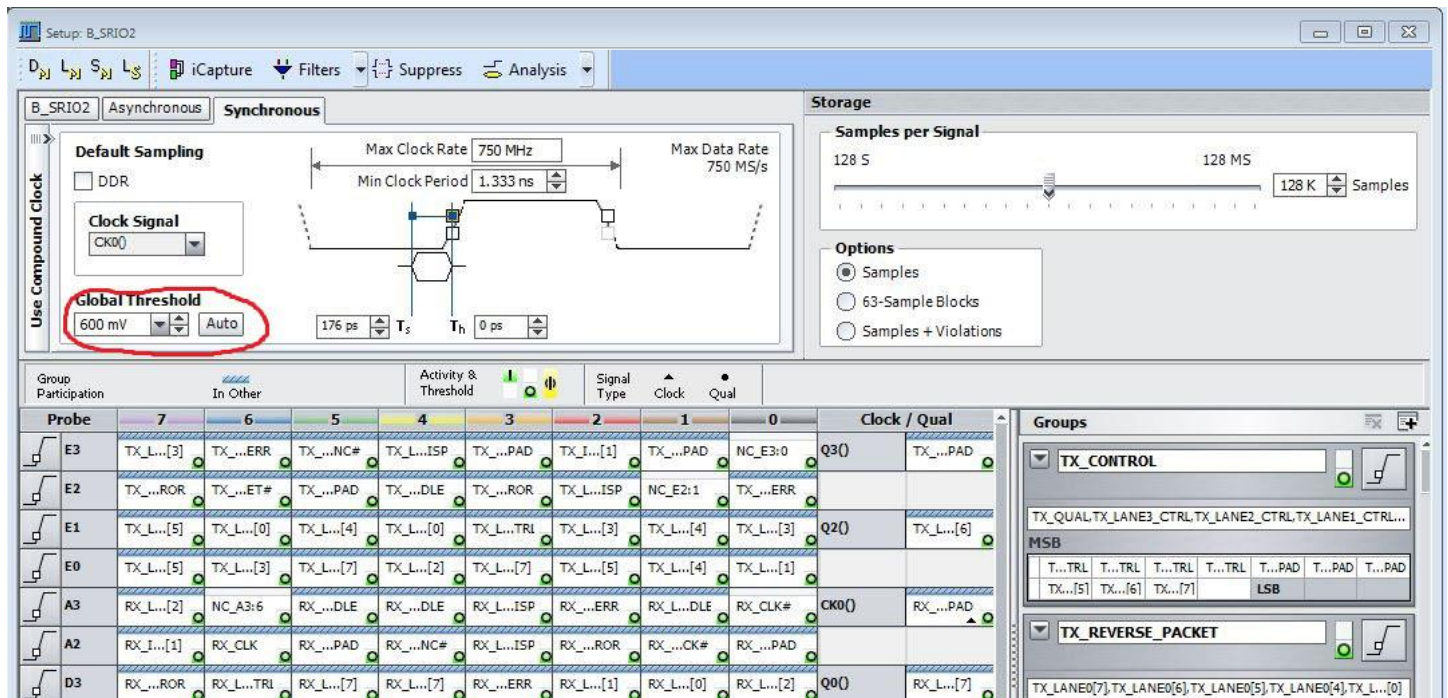 Setup: B_SRIO2
iCapture Filters Suppress Analysis
B_SRIO2 Asynchronous Synchronous
Storage
Use Compound Clock
Default Sampling
DDR
Clock Signal
CK0()
Global Threshold
600 mV Auto
Max Clock Rate 750 MHz
Min Clock Period 1.333 ns
Max Data Rate
750 MS/s
176 ps Ts Th 0 ps
Samples per Signal
128 S 128 MS
128 K Samples
Options
Samples
63-Sample Blocks
Samples + Violations
Group
Participation
In Other
Activity &
Threshold
Signal
Type
Clock Qual
Probe 7 6 5 4 3 2 1 0 Clock / Qual
E3 TX_L...[3] TX_...ERR TX_...NC# TX_L...ISP TX_...PAD TX_I...[1] TX_...PAD NC_E3:0 Q3() TX_...PAD
E2 TX_...ROR TX_...ET# TX_...PAD TX_...DLE TX_...ROR TX_L...ISP NC_E2:1 TX_...ERR
E1 TX_L...[5] TX_L...[0] TX_L...[4] TX_L...[0] TX_L...TRL TX_L...[3] TX_L...[4] TX_L...[3] Q2() TX_L...[6]
E0 TX_L...[5] TX_L...[3] TX_L...[7] TX_L...[2] TX_L...[7] TX_L...[5] TX_L...[4] TX_L...[1]
A3 RX_L...[2] NC_A3:6 RX_...DLE RX_...DLE RX_L...ISP RX_...ERR RX_L...DLE RX_CLK# CK0() RX_...PAD
A2 RX_I...[1] RX_CLK RX_...PAD RX_...NC# RX_L...ISP RX_...ROR RX_...CK# RX_...PAD
D3 RX_...ROR RX_L...TRL RX_L...[7] RX_L...[7] RX_...ERR RX_L...[1] RX_L...[0] RX_L...[2] Q0() RX_L...[7]
Groups
TX_CONTROL
TX_QUAL,TX_LANE3_CTRL,TX_LANE2_CTRL,TX_LANE1_CTRL...
MSB
T...TRL T...TRL T...TRL T...TRL T...PAD T...PAD T...PAD
TX...[5] TX...[6] TX...[7] LSB
TX_REVERSE_PACKET
TX_LANE0[7],TX_LANE0[6],TX_LANE0[5],TX_LANE0[4],TX_L...[0]